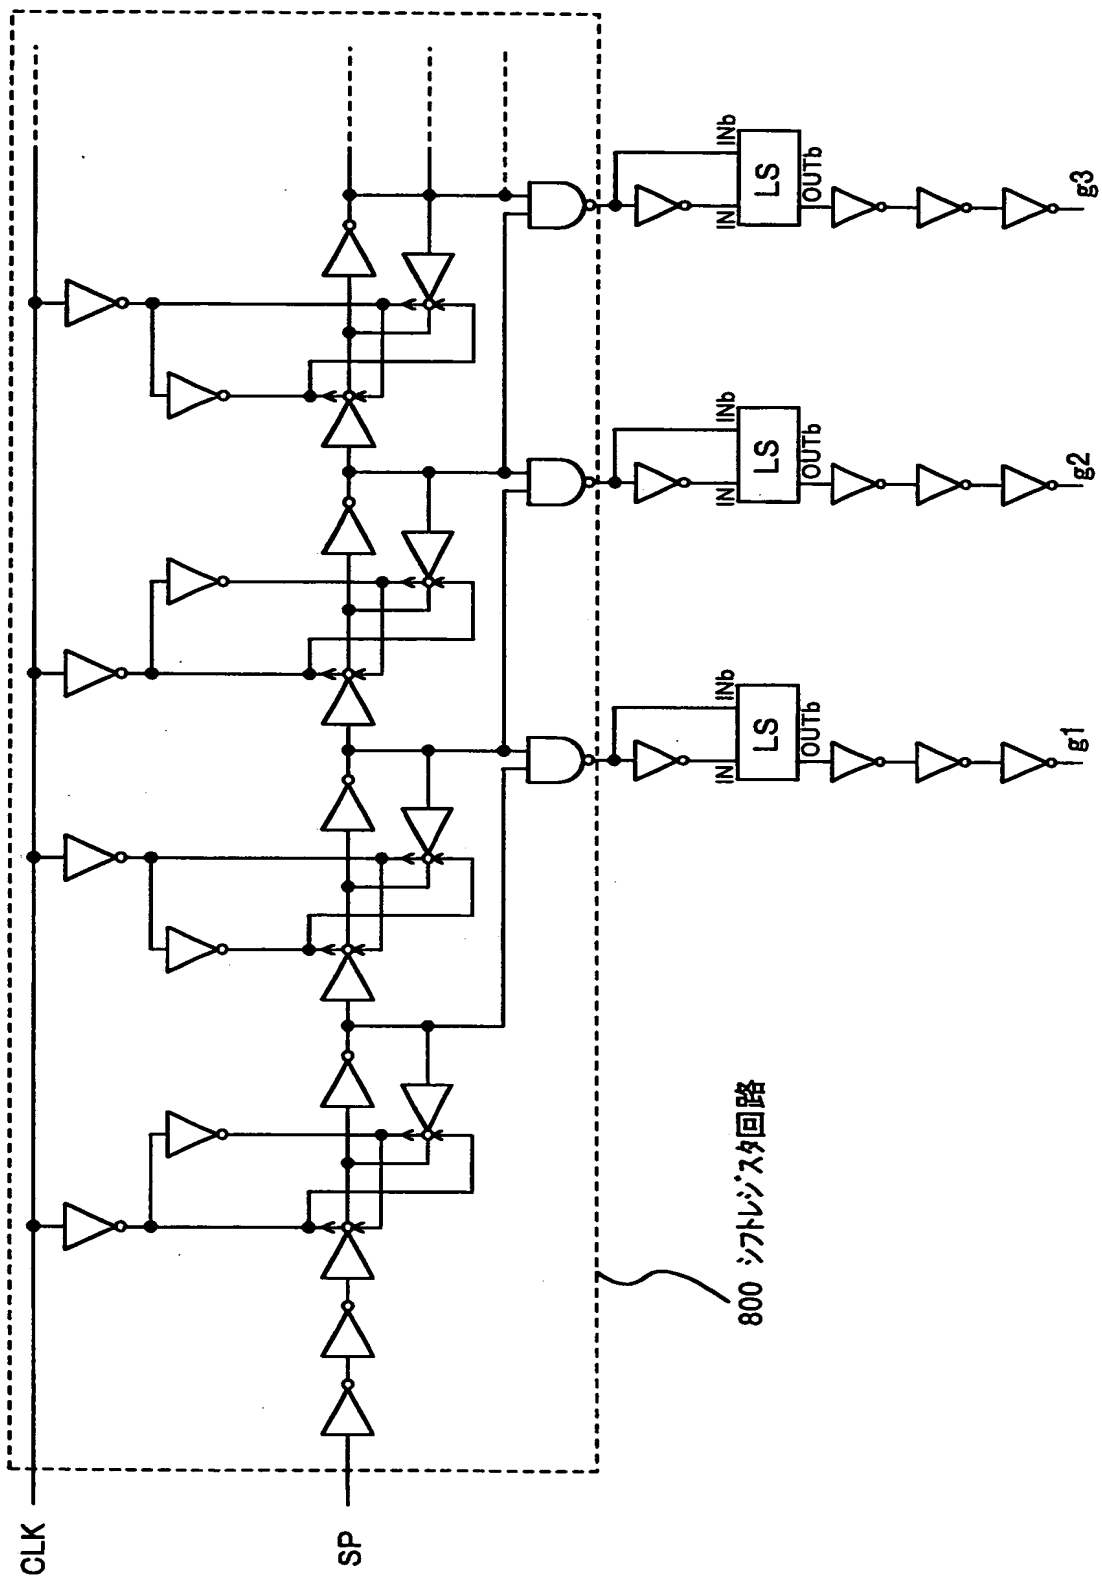 CLK
SP
800 シフトレジスタ回路
IN
INb
LS
OUTb
g1
IN
INb
LS
OUTb
g2
IN
INb
LS
OUTb
g3